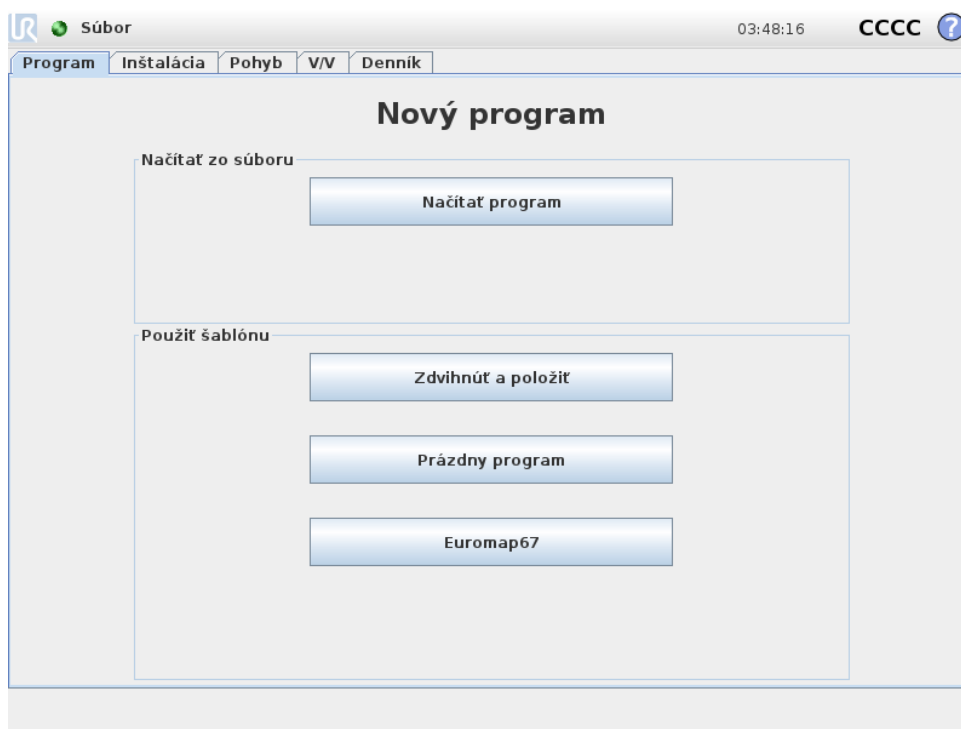 UR Súbor 03:48:16 CCCC ?
Program Inštalácia Pohyb V/V Denník
Nový program
Načítať zo súboru
Načítať program
Použiť šablónu
Zdvihnúť a položiť
Prázdny program
Euromap67